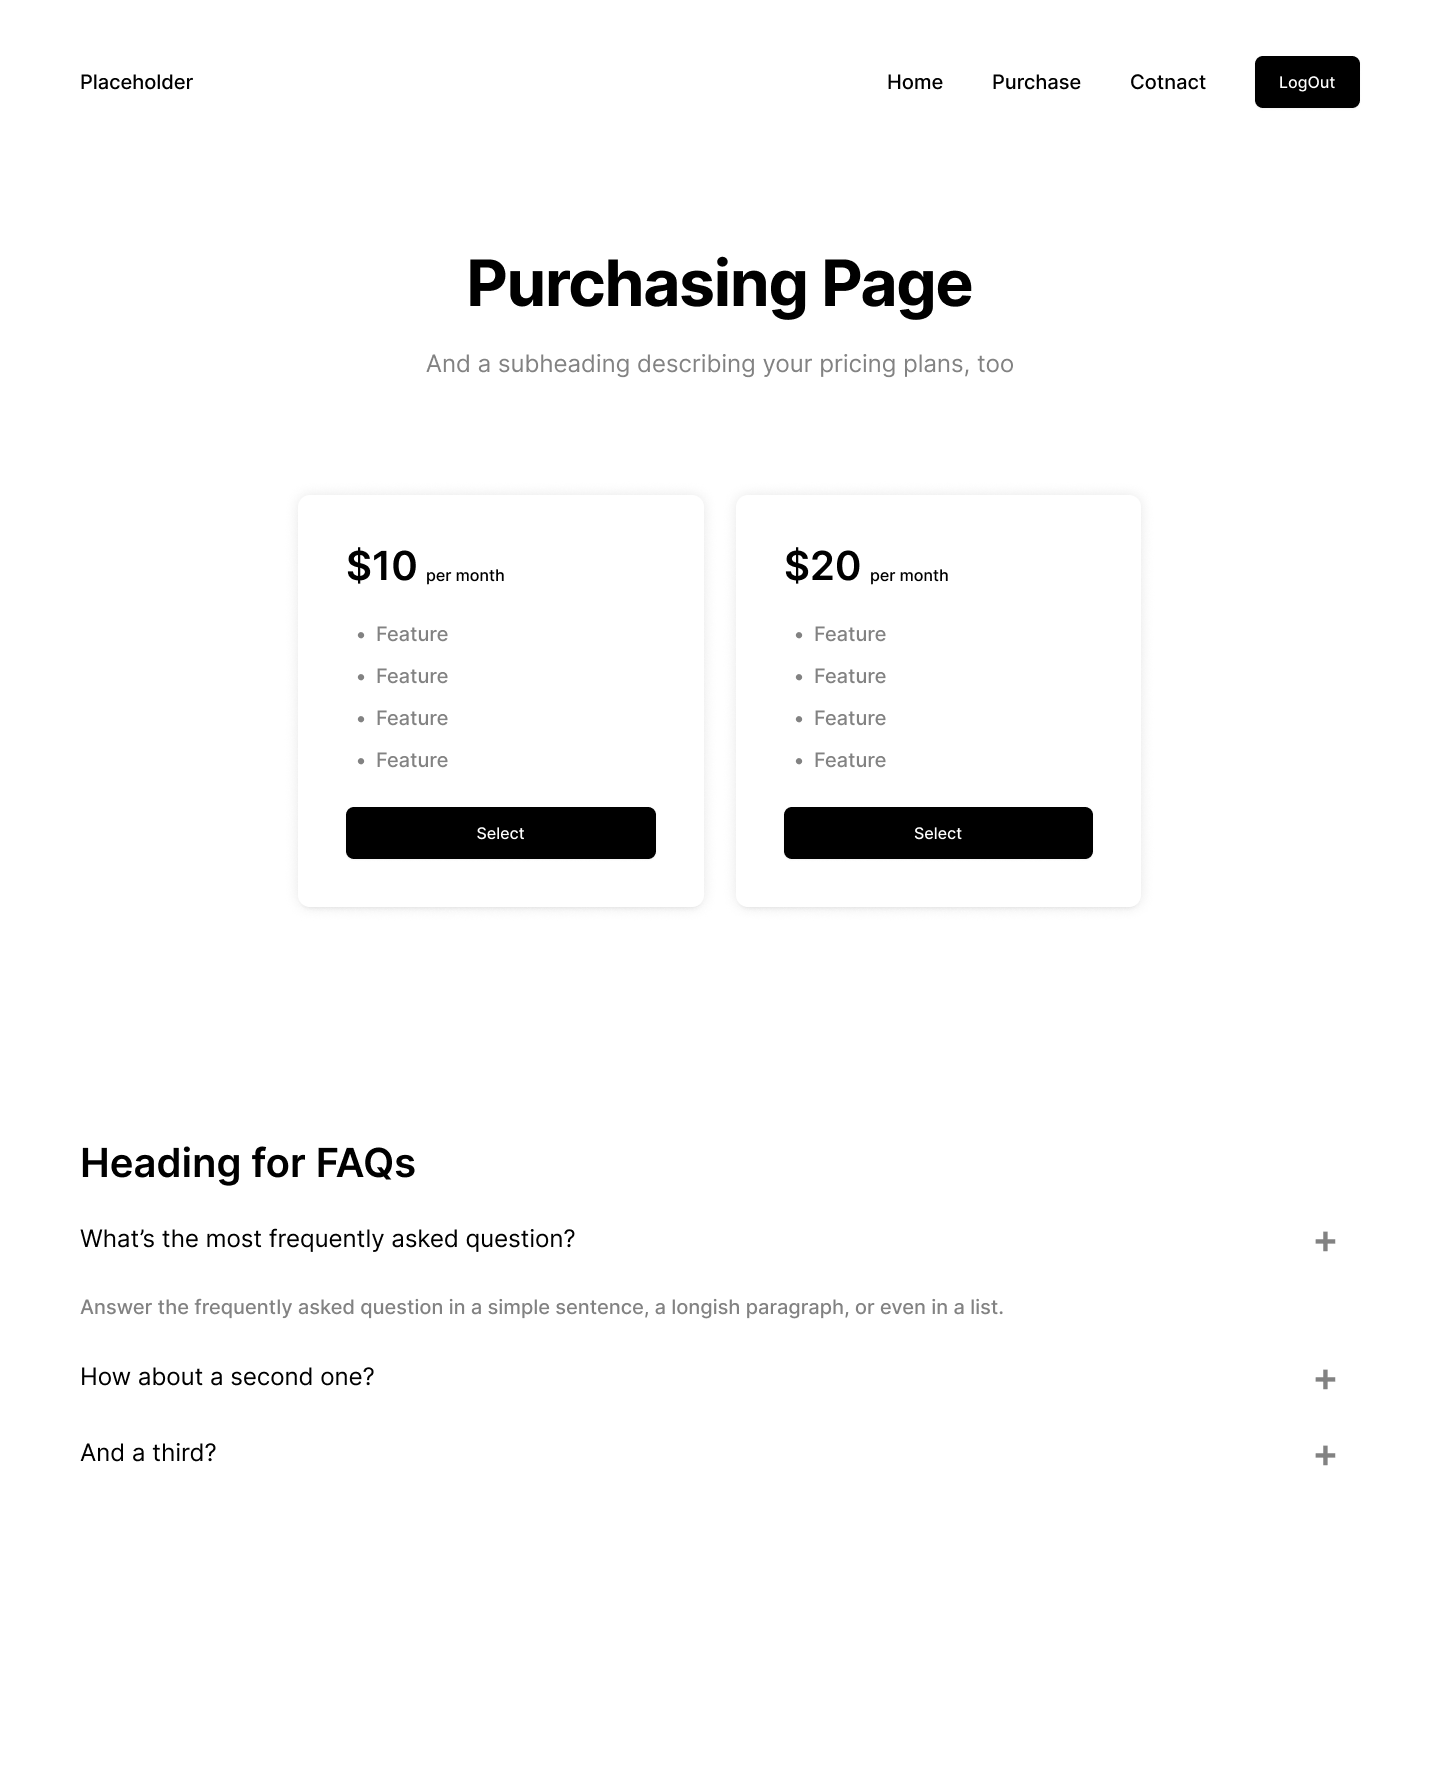 Placeholder
Home
Purchase
Cotnact
LogOut
Purchasing Page
And a subheading describing your pricing plans, too
$10 per month
• Feature
• Feature
• Feature
• Feature
Select
$20 per month
• Feature
• Feature
• Feature
• Feature
Select
Heading for FAQs
What’s the most frequently asked question?
Answer the frequently asked question in a simple sentence, a longish paragraph, or even in a list.
How about a second one?
And a third?